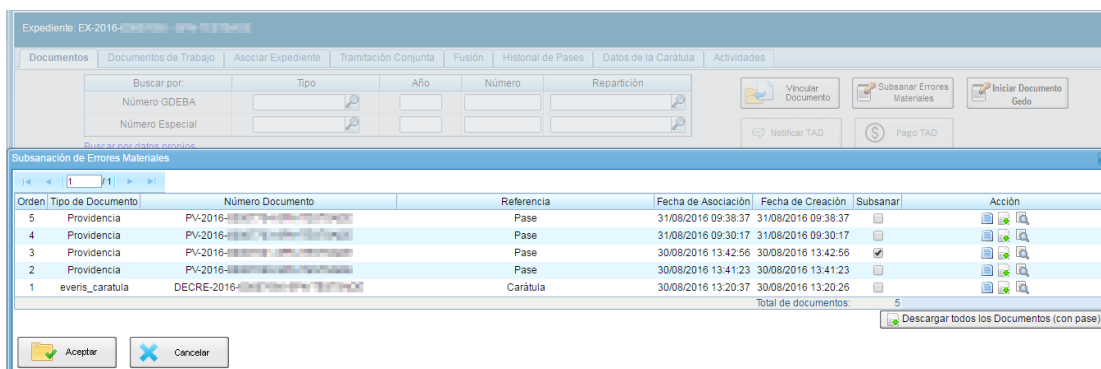 Expediente: EX-2016-
Documentos Documentos de Trabajo Asociar Expediente Tramitación Conjunta Fusión Historial de Pases Datos de la Carátula Actividades
Buscar por: Tipo Año Número Repartición
Número GDEBA
Número Especial
Buscar por datos propios
Vincular Documento
Subsanar Errores Materiales
Iniciar Documento Gedo
Notificar TAD
Pago TAD
Subsanación de Errores Materiales
1 / 1
Orden Tipo de Documento Número Documento Referencia Fecha de Asociación Fecha de Creación Subsanar Acción
5 Providencia PV-2016- Pase 31/08/2016 09:38:37 31/08/2016 09:38:37
4 Providencia PV-2016- Pase 31/08/2016 09:30:17 31/08/2016 09:30:17
3 Providencia PV-2016- Pase 30/08/2016 13:42:56 30/08/2016 13:42:56
2 Providencia PV-2016- Pase 30/08/2016 13:41:23 30/08/2016 13:41:23
1 everis_caratula DECRE-2016- Carátula 30/08/2016 13:20:37 30/08/2016 13:20:26
Total de documentos: 5
Descargar todos los Documentos (con pase)
Aceptar Cancelar